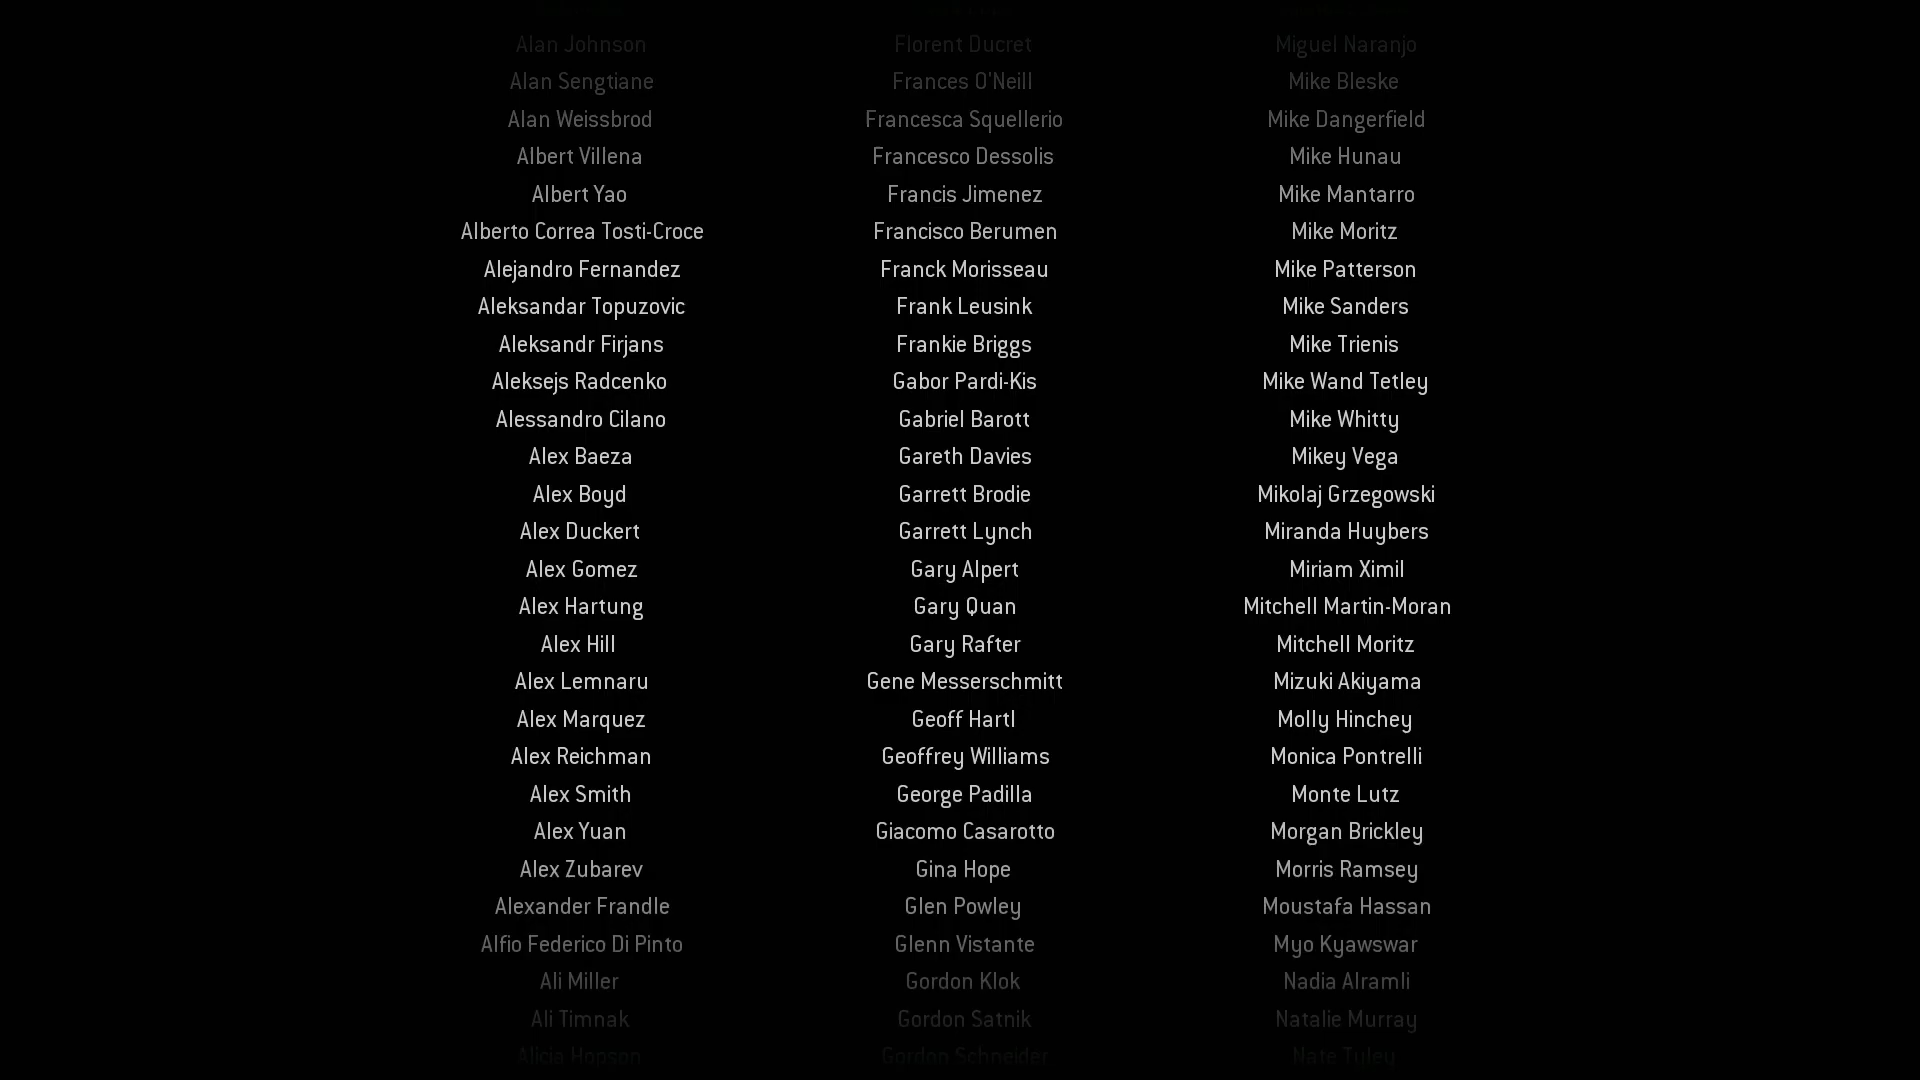 Alan Johnson
Alan Sengtiane
Alan Weissbrod
Albert Villena
Albert Yao
Alberto Correa Tosti-Croce
Alejandro Fernandez
Aleksandar Topuzovic
Aleksandr Firjans
Aleksejs Radcenko
Alessandro Cilano
Alex Baeza
Alex Boyd
Alex Duckert
Alex Gomez
Alex Hartung
Alex Hill
Alex Lemnaru
Alex Marquez
Alex Reichman
Alex Smith
Alex Yuan
Alex Zubarev
Alexander Frandle
Alfio Federico Di Pinto
Ali Miller
Ali Timnak
Alicia Hopson
Florent Ducret
Frances O'Neill
Francesca Squellerio
Francesco Dessolis
Francis Jimenez
Francisco Berumen
Franck Morisseau
Frank Leusink
Frankie Briggs
Gabor Pardi-Kis
Gabriel Barott
Gareth Davies
Garrett Brodie
Garrett Lynch
Gary Alpert
Gary Quan
Gary Rafter
Gene Messerschmitt
Geoff Hartl
Geoffrey Williams
George Padilla
Giacomo Casarotto
Gina Hope
Glen Powley
Glenn Vistante
Gordon Klok
Gordon Satnik
Gordon Schneider
Miguel Naranjo
Mike Bleske
Mike Dangerfield
Mike Hunau
Mike Mantarro
Mike Moritz
Mike Patterson
Mike Sanders
Mike Trienis
Mike Wand Tetley
Mike Whitty
Mikey Vega
Mikolaj Grzegowski
Miranda Huybers
Miriam Ximil
Mitchell Martin-Moran
Mitchell Moritz
Mizuki Akiyama
Molly Hinchey
Monica Pontrelli
Monte Lutz
Morgan Brickley
Morris Ramsey
Moustafa Hassan
Myo Kyawswar
Nadia Alramli
Natalie Murray
Nate Tyley